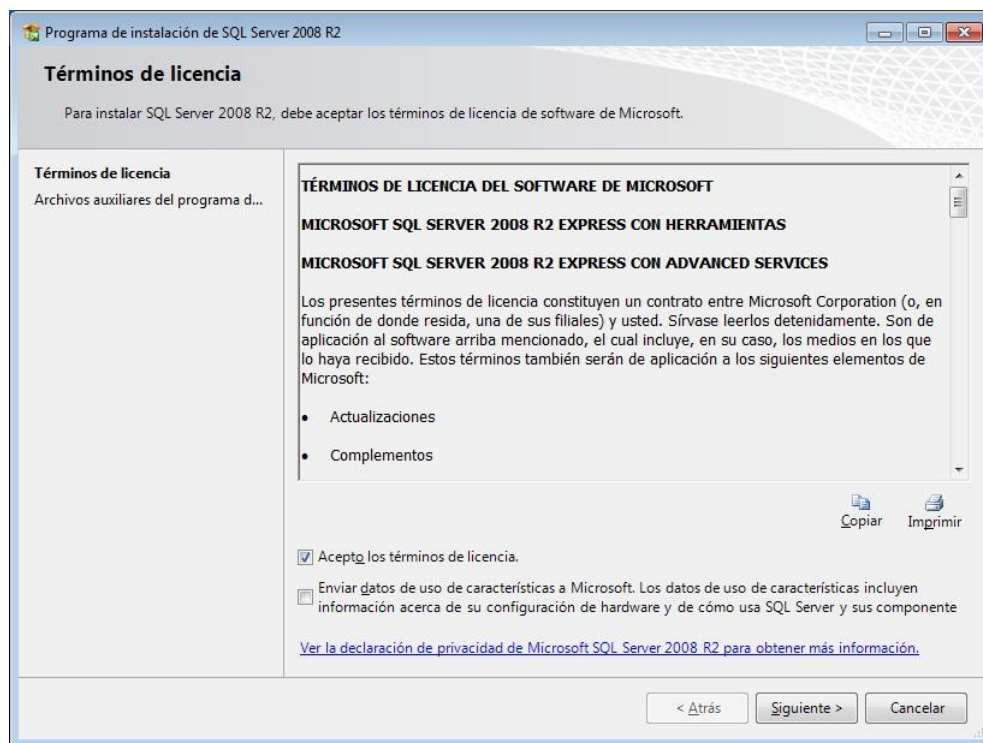 Programa de instalación de SQL Server 2008 R2
Términos de licencia
Para instalar SQL Server 2008 R2, debe aceptar los términos de licencia de software de Microsoft.
Términos de licencia
Archivos auxiliares del programa d...
TÉRMINOS DE LICENCIA DEL SOFTWARE DE MICROSOFT
MICROSOFT SQL SERVER 2008 R2 EXPRESS CON HERRAMIENTAS
MICROSOFT SQL SERVER 2008 R2 EXPRESS CON ADVANCED SERVICES
Los presentes términos de licencia constituyen un contrato entre Microsoft Corporation (o, en
función de donde resida, una de sus filiales) y usted. Sírvase leerlos detenidamente. Son de
aplicación al software arriba mencionado, el cual incluye, en su caso, los medios en los que
lo haya recibido. Estos términos también serán de aplicación a los siguientes elementos de
Microsoft:
• Actualizaciones
• Complementos
Copiar Imprimir
Acepto los términos de licencia.
Enviar datos de uso de características a Microsoft. Los datos de uso de características incluyen
información acerca de su configuración de hardware y de cómo usa SQL Server y sus componente
Ver la declaración de privacidad de Microsoft SQL Server 2008 R2 para obtener más información.
< Atrás Siguiente > Cancelar